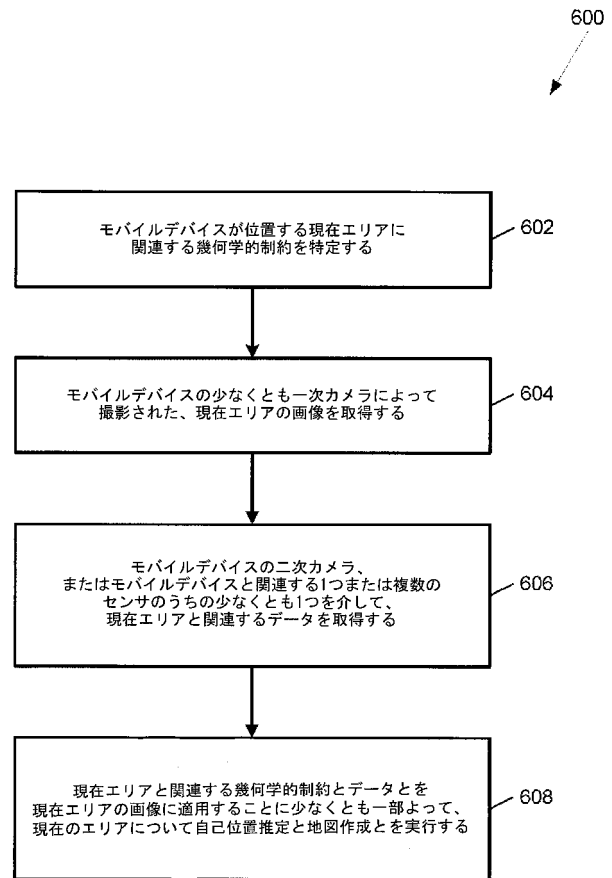 600
モバイルデバイスが位置する現在エリアに
関連する幾何学的制約を特定する
602
モバイルデバイスの少なくとも一次カメラによって
撮影された、現在エリアの画像を取得する
604
モバイルデバイスの二次カメラ、
またはモバイルデバイスと関連する1つまたは複数の
センサのうちの少なくとも1つを介して、
現在エリアと関連するデータを取得する
606
現在エリアと関連する幾何学的制約とデータとを
現在エリアの画像に適用することに少なくとも一部よって、
現在のエリアについて自己位置推定と地図作成とを実行する
608